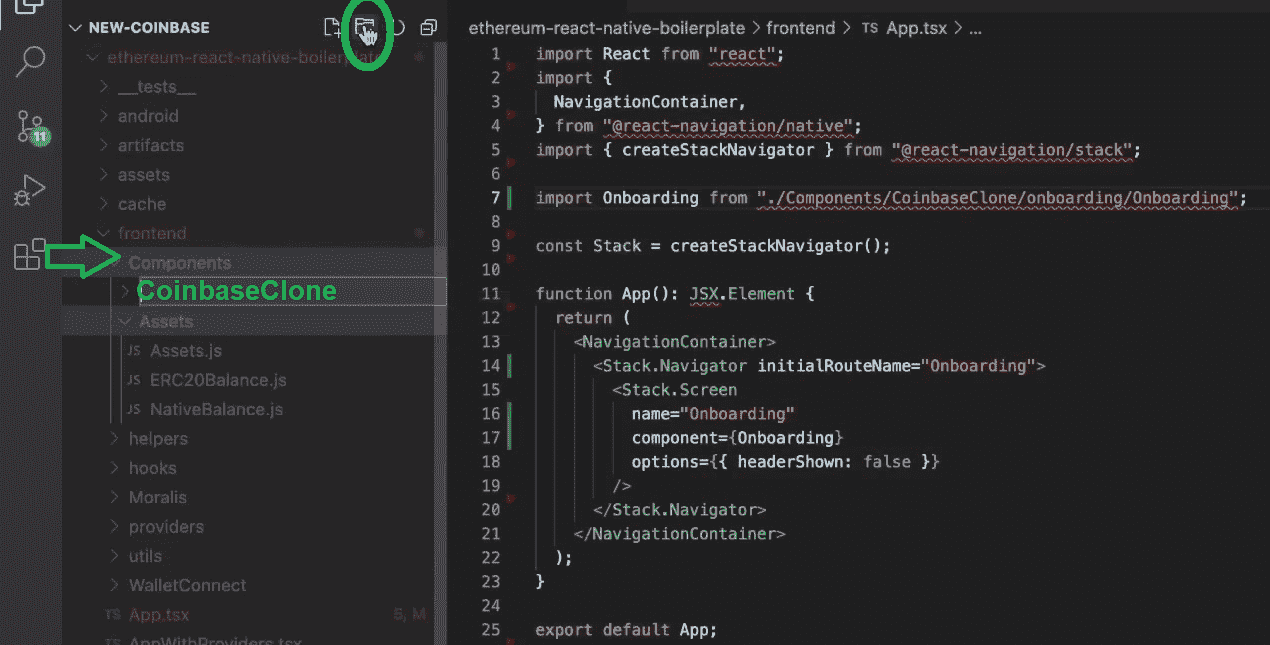 NEW-COINBASE
ethereum-react-native-boilerplate
__tests__
android
artifacts
assets
cache
frontend
Components
CoinbaseClone
Assets
JS Assets.js
JS ERC20Balance.js
JS NativeBalance.js
helpers
hooks
Moralis
providers
utils
WalletConnect
TS App.tsx 5, M
TS AppWithProviders.tsx
11
ethereum-react-native-boilerplate > frontend > TS App.tsx > ...
1 import React from "react";
2 import {
3 NavigationContainer,
4 } from "@react-navigation/native";
5 import { createStackNavigator } from "@react-navigation/stack";
6
7 import Onboarding from "./Components/CoinbaseClone/onboarding/Onboarding";
8
9 const Stack = createStackNavigator();
10
11 function App(): JSX.Element {
12 return (
13 <NavigationContainer>
14 <Stack.Navigator initialRouteName="Onboarding">
15 <Stack.Screen
16 name="Onboarding"
17 component={Onboarding}
18 options={{ headerShown: false }}
19 />
20 </Stack.Navigator>
21 </NavigationContainer>
22 );
23 }
24
25 export default App;